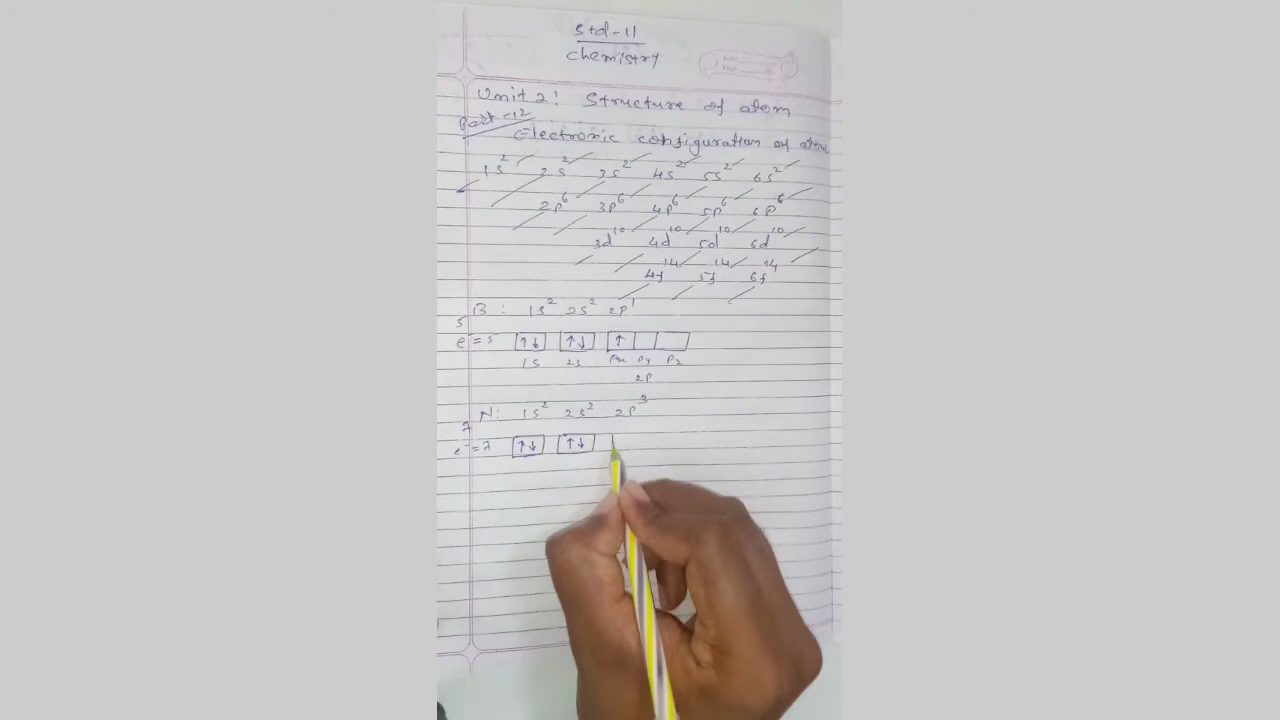 std-11
chemistry
Unit 2: Structure of atom
Part-12
Electronic configuration of atom
1s² 2s² 3s² 4s² 5s² 6s²
2p⁶ 3p⁶ 4p⁶ 5p⁶ 6p⁶
3d¹⁰ 4d¹⁰ 5d¹⁰ 6d¹⁰
4f¹⁴ 5f¹⁴ 6f¹⁴
₅B: 1s² 2s² 2p¹
e⁻=5 ↑↓ ↑↓ ↑
1s 2s Px Py Pz
2p
₇N: 1s² 2s² 2p³
e⁻=7 ↑↓ ↑↓